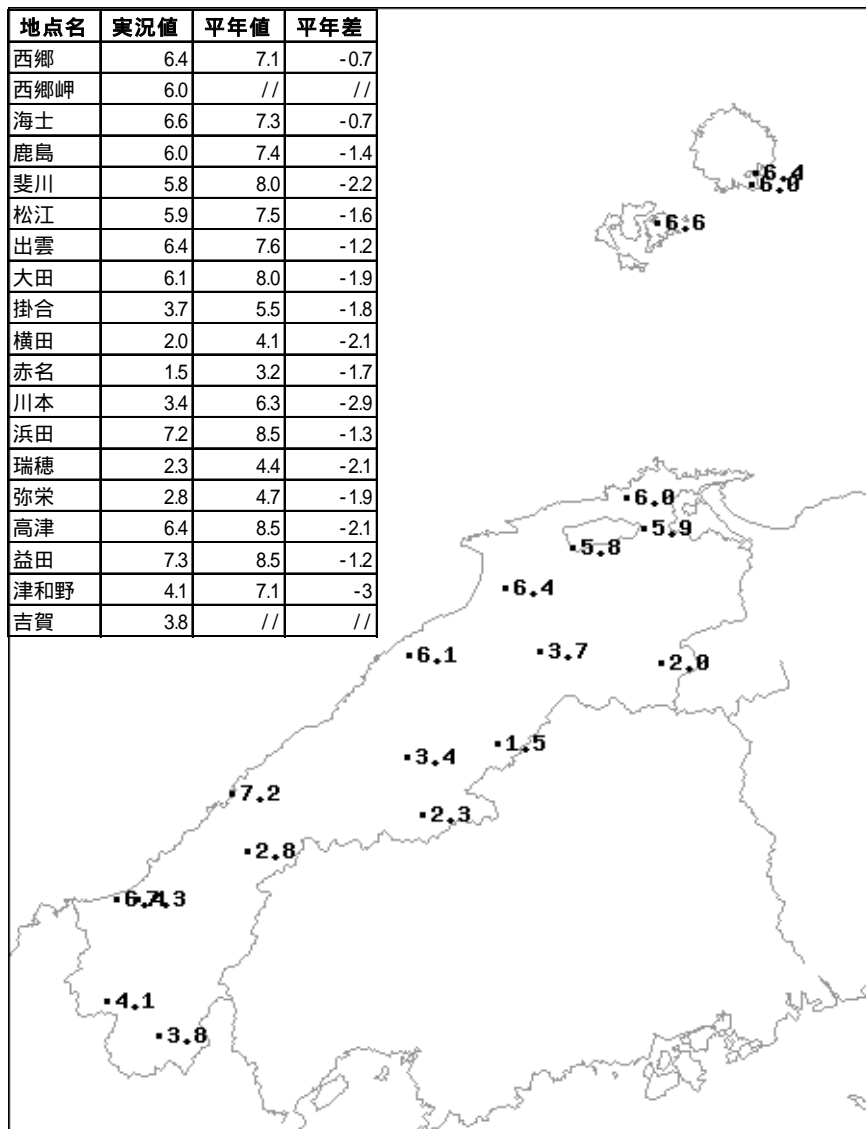 地点名 実況値 平年値 平年差
西郷 6.4 7.1 -0.7
西郷岬 6.0 // //
海士 6.6 7.3 -0.7
鹿島 6.0 7.4 -1.4
斐川 5.8 8.0 -2.2
松江 5.9 7.5 -1.6
出雲 6.4 7.6 -1.2
大田 6.1 8.0 -1.9
掛合 3.7 5.5 -1.8
横田 2.0 4.1 -2.1
赤名 1.5 3.2 -1.7
川本 3.4 6.3 -2.9
浜田 7.2 8.5 -1.3
瑞穂 2.3 4.4 -2.1
弥栄 2.8 4.7 -1.9
高津 6.4 8.5 -2.1
益田 7.3 8.5 -1.2
津和野 4.1 7.1 -3
吉賀 3.8 // //
6.4
6.0
6.6
6.0
5.9
5.8
6.4
6.1
3.7
2.0
1.5
3.4
7.2
2.3
2.8
6.4
7.3
4.1
3.8